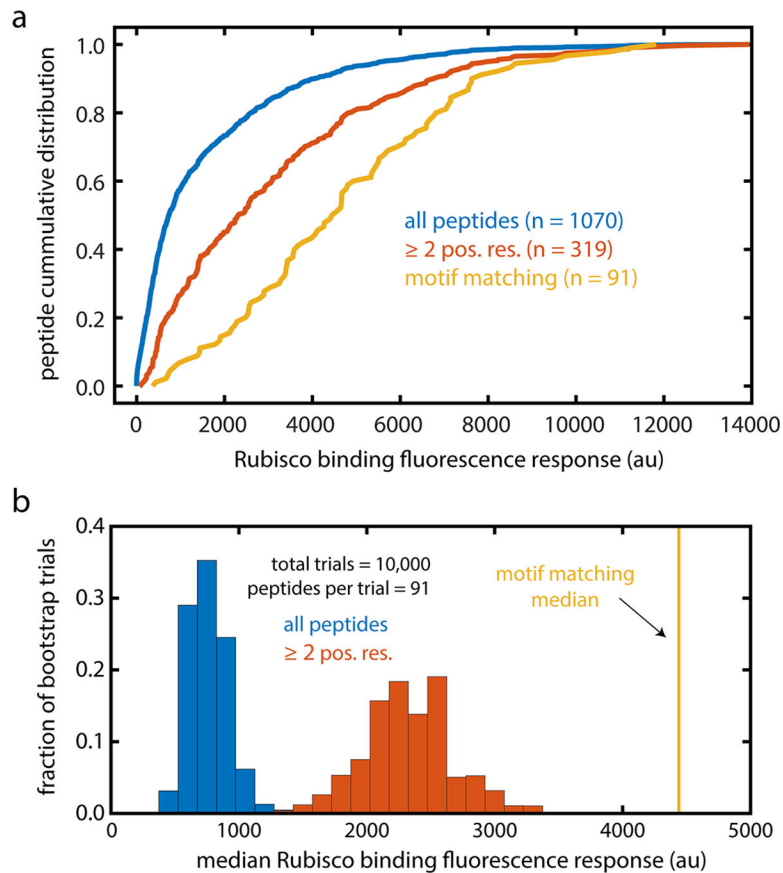 a
peptide cummulative distribution
1.0
0.8
0.6
0.4
0.2
0.0
all peptides (n = 1070)
≥ 2 pos. res. (n = 319)
motif matching (n = 91)
0 2000 4000 6000 8000 10000 12000 14000
Rubisco binding fluorescence response (au)
b
fraction of bootstrap trials
0.4
0.3
0.2
0.1
0.0
total trials = 10,000
peptides per trial = 91
all peptides
≥ 2 pos. res.
motif matching
median
0 1000 2000 3000 4000 5000
median Rubisco binding fluorescence response (au)